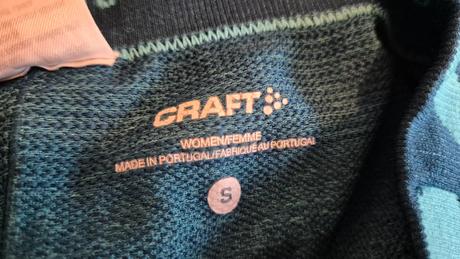 CRAFT
WOMEN/FEMME
MADE IN PORTUGAL/FABRIQUÉ AU PORTUGAL
S